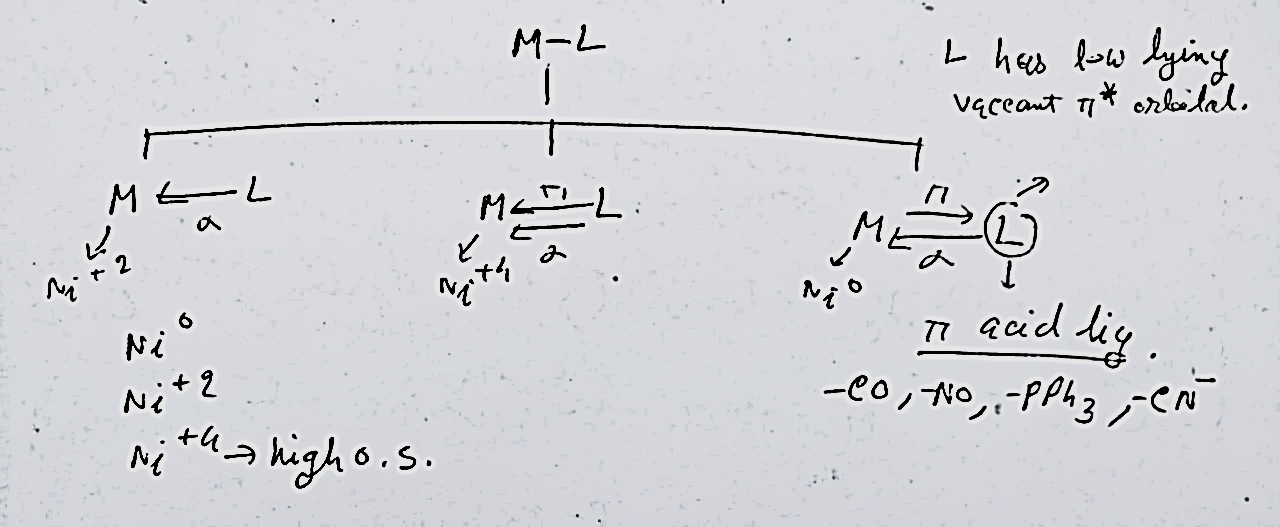 M-L
L has low lying
vaccant π* orbital.
M ← L
σ
Ni+2
M ← L
π
σ
Ni+4
M ⇌ L
π
σ
Ni0
Ni0
Ni+2
Ni+4 → high o.s.
π acid lig.
-CO, -NO, -PPh3, -CN-